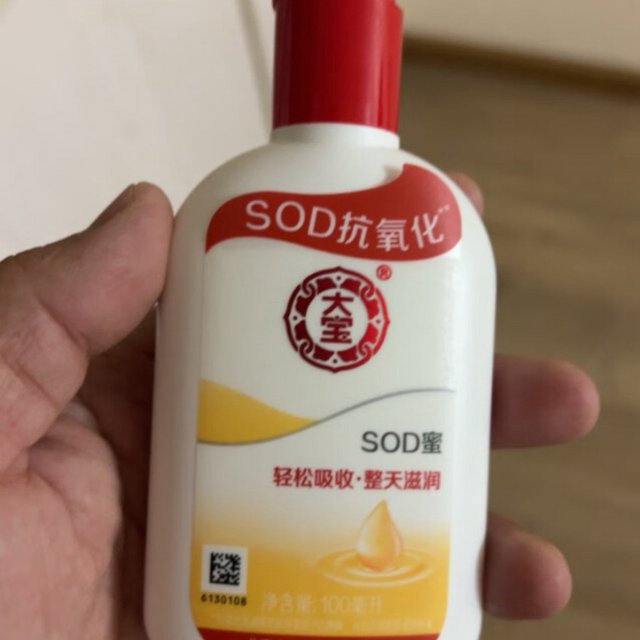 SOD抗氧化
大宝®
SOD蜜
轻松吸收·整天滋润
6130108
净含量: 100毫升